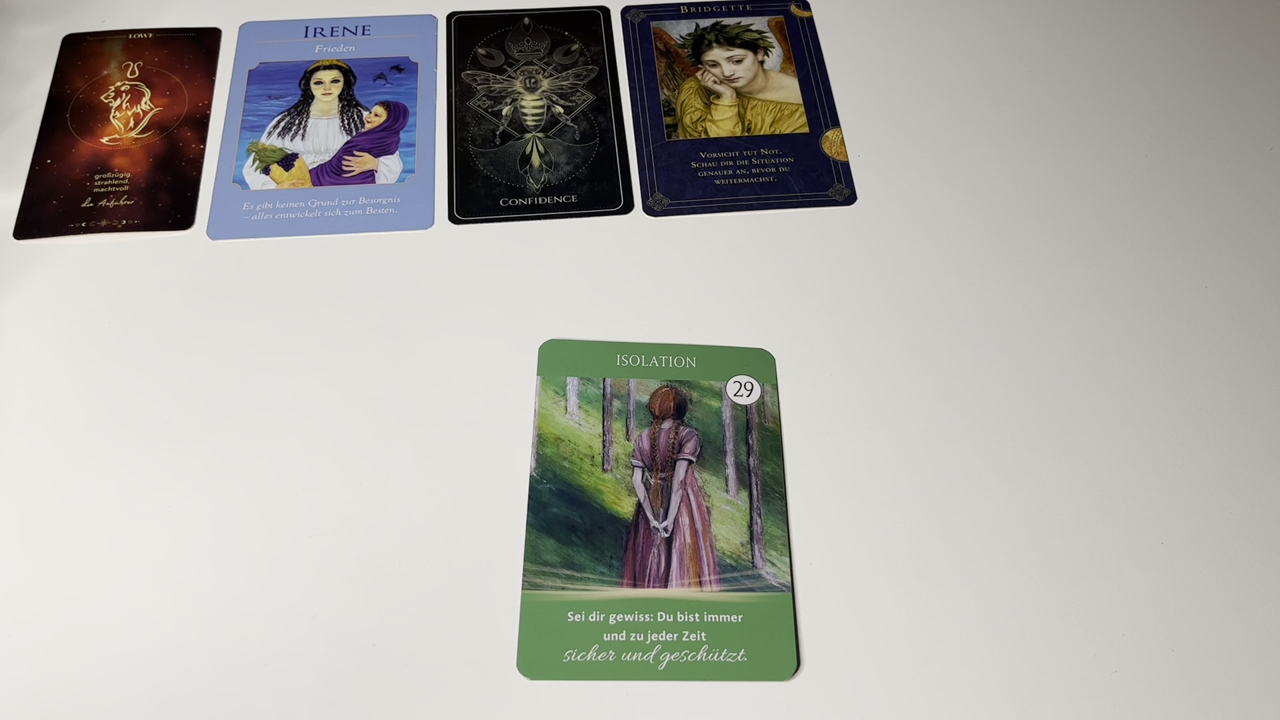 LÖWE
großzügig,
strahlend,
machtvoll
der Anführer
IRENE
Frieden
Es gibt keinen Grund zur Besorgnis
– alles entwickelt sich zum Besten.
CONFIDENCE
BRIDGETTE
VORSICHT TUT NOT.
SCHAU DIR DIE SITUATION
GENAUER AN, BEVOR DU
WEITERMACHST.
ISOLATION
29
Sei dir gewiss: Du bist immer
und zu jeder Zeit
sicher und geschützt.